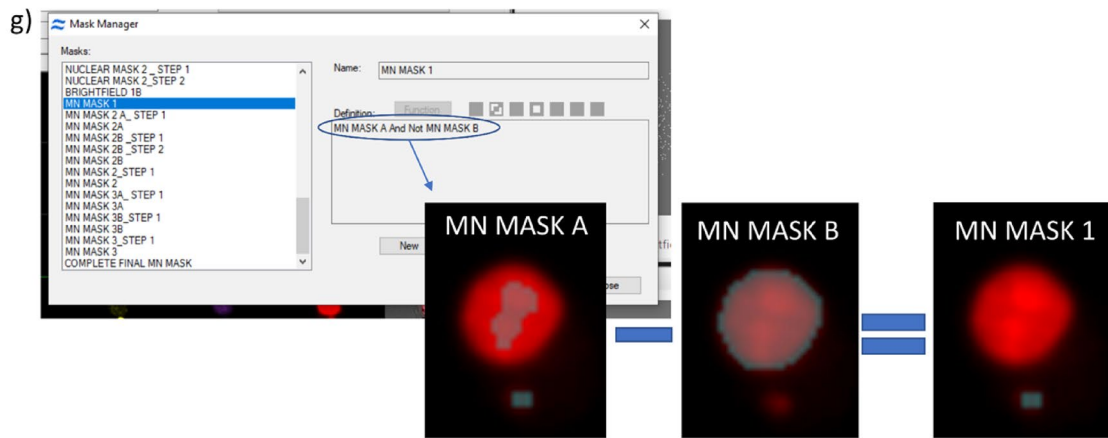 g)
Mask Manager
Masks:
NUCLEAR MASK 2 _ STEP 1
NUCLEAR MASK 2_STEP 2
BRIGHTFIELD 1B
MN MASK 1
MN MASK 2 A_ STEP 1
MN MASK 2A
MN MASK 2B _STEP 1
MN MASK 2B _STEP 2
MN MASK 2B
MN MASK 2_STEP 1
MN MASK 2
MN MASK 3A_ STEP 1
MN MASK 3A
MN MASK 3B_STEP 1
MN MASK 3B
MN MASK 3_STEP 1
MN MASK 3
COMPLETE FINAL MN MASK
Name:
MN MASK 1
Definition:
Function
MN MASK A And Not MN MASK B
New
MN MASK A
MN MASK B
MN MASK 1